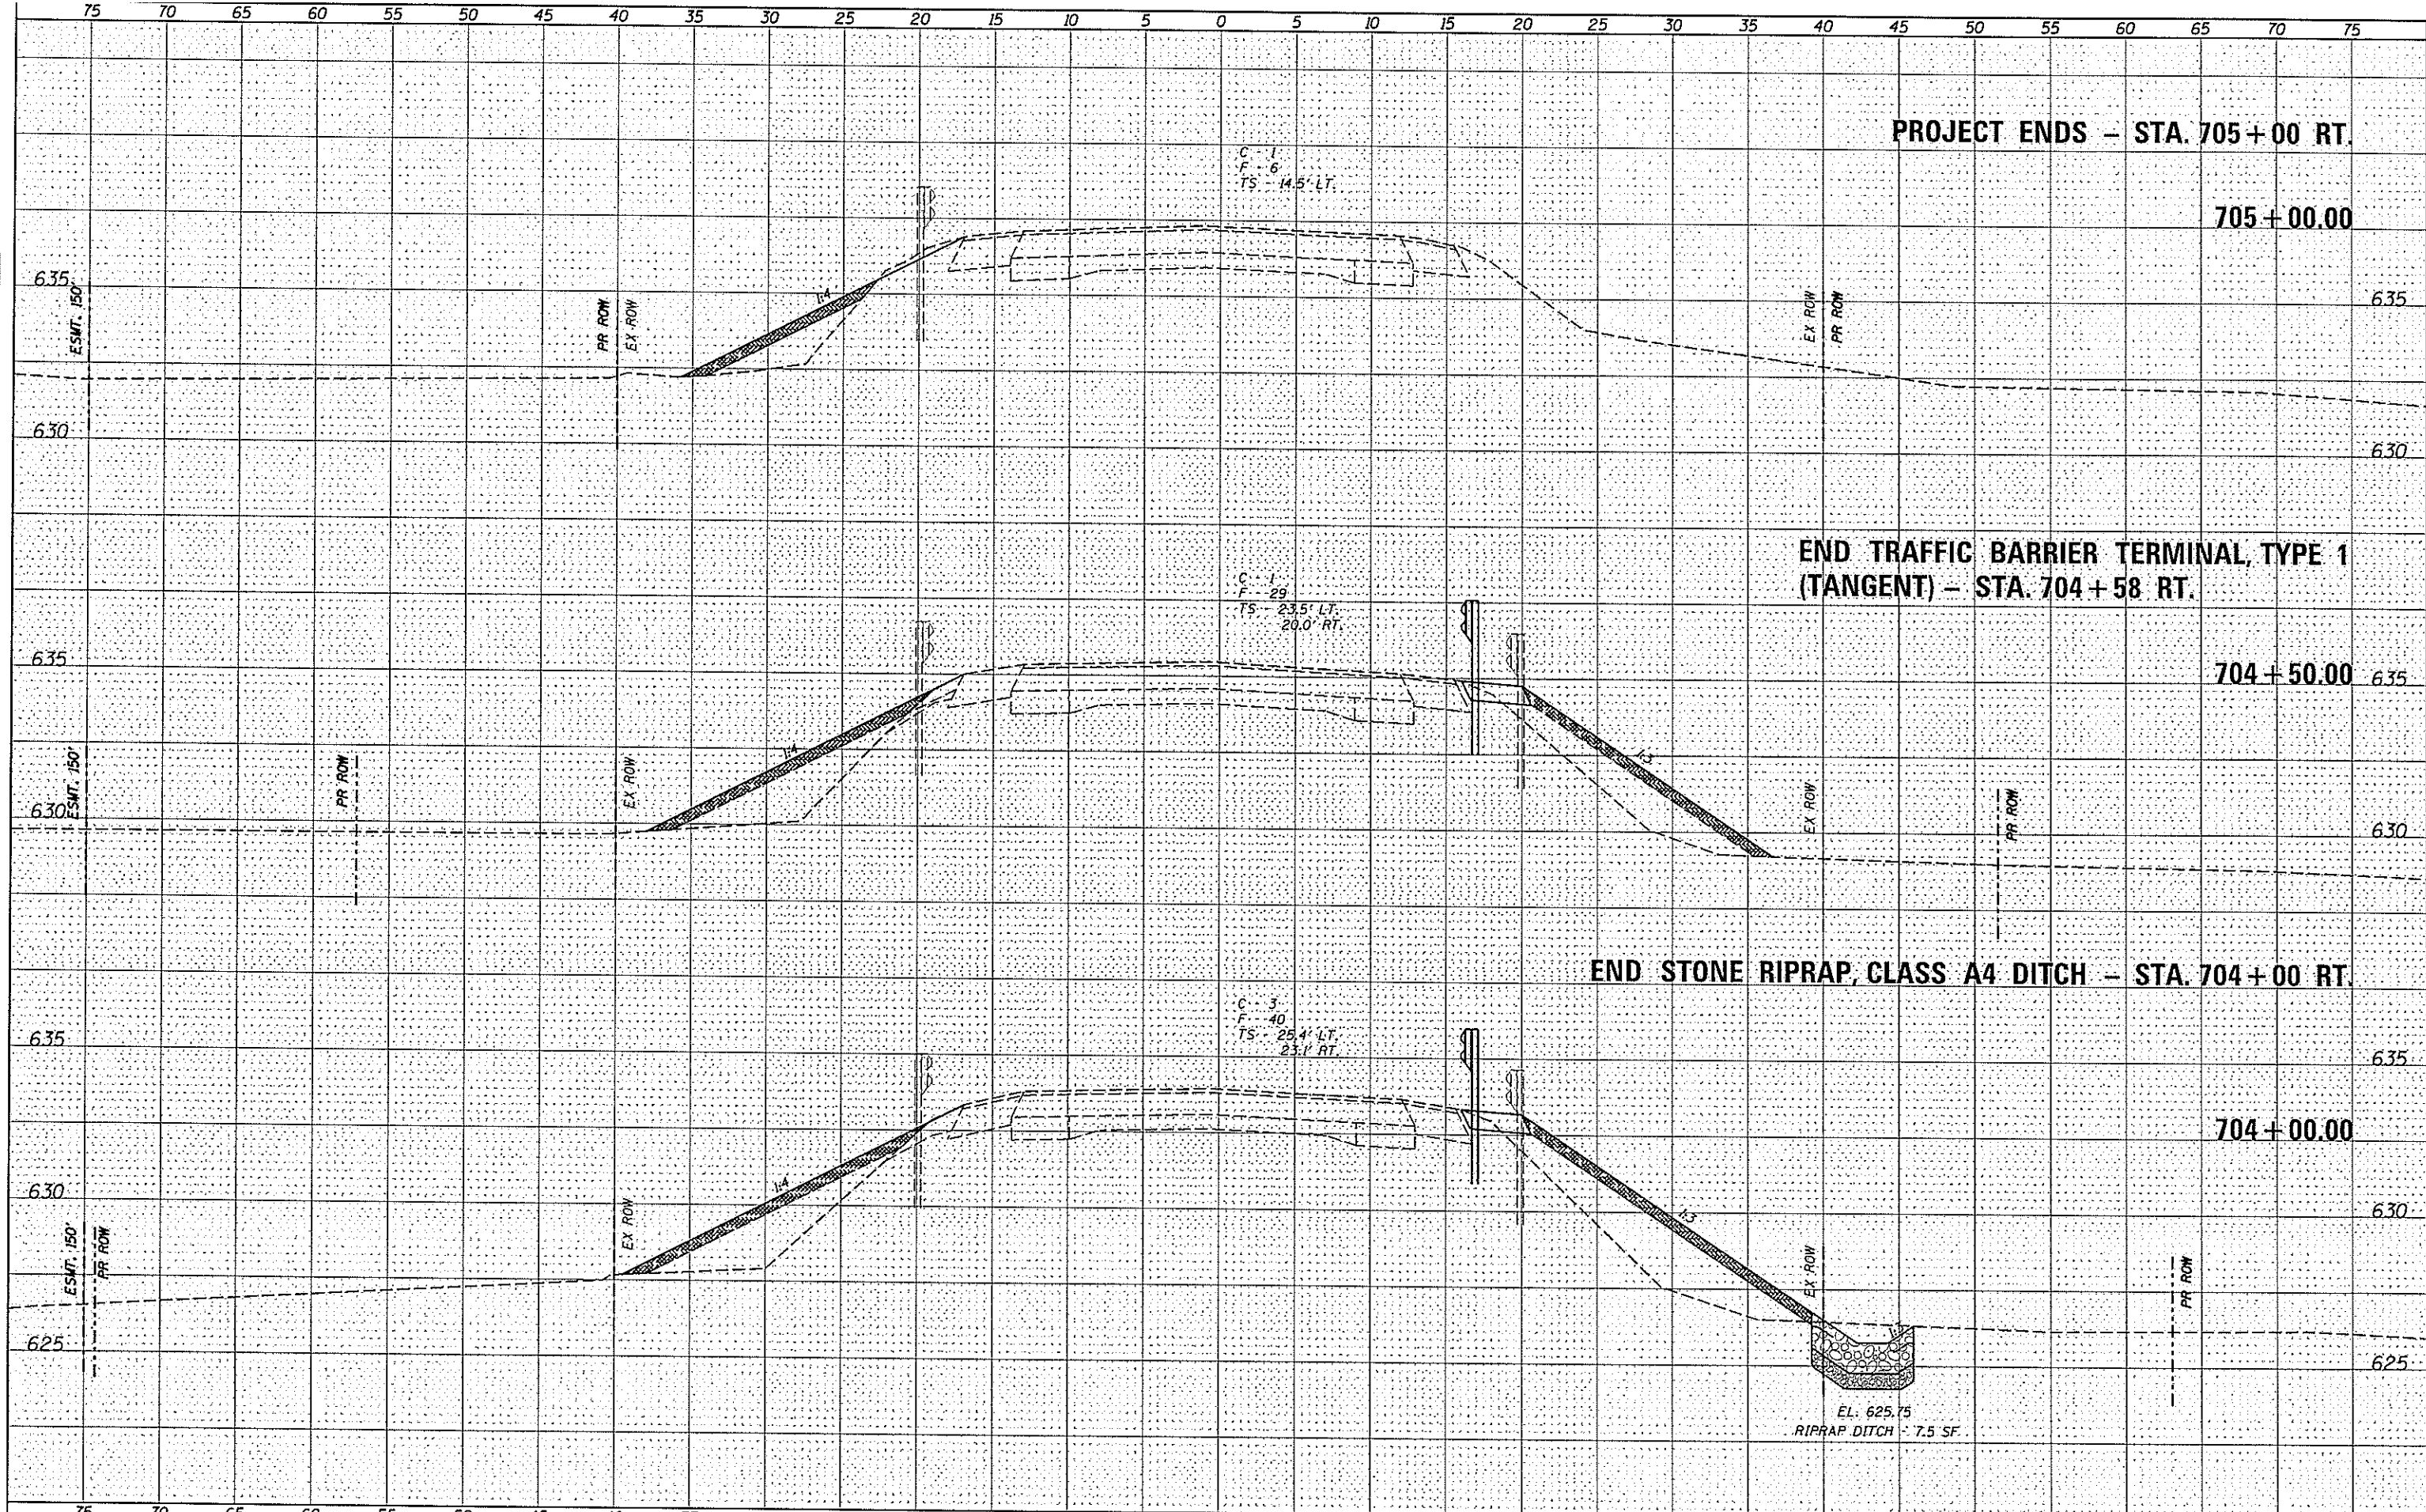 75 70 65 60 55 50 45 40 35 30 25 20 15 10 5 0 5 10 15 20 25 30 35 40 45 50 55 60 65 70 75
PROJECT ENDS – STA. 705+00 RT.
C - 1
F - 6
TS - 14.5' LT.
705+00.00
635
ESMT. 150'
PR ROW
EX ROW
1:4
EX ROW
PR ROW
635
630
630
END TRAFFIC BARRIER TERMINAL, TYPE 1
(TANGENT) – STA. 704+58 RT.
C - 1
F - 29
TS - 23.5' LT.
20.0' RT.
635
704+50.00
635
ESMT. 150'
PR ROW
EX ROW
1:4
1:3
EX ROW
PR ROW
630
630
END STONE RIPRAP, CLASS A4 DITCH – STA. 704+00 RT.
C - 3
F - 40
TS - 25.4' LT.
23.1' RT.
635
635
704+00.00
630
ESMT. 150'
PR ROW
EX ROW
1:4
1:3
EX ROW
PR ROW
630
625
625
EL. 625.75
RIPRAP DITCH - 7.5 SF